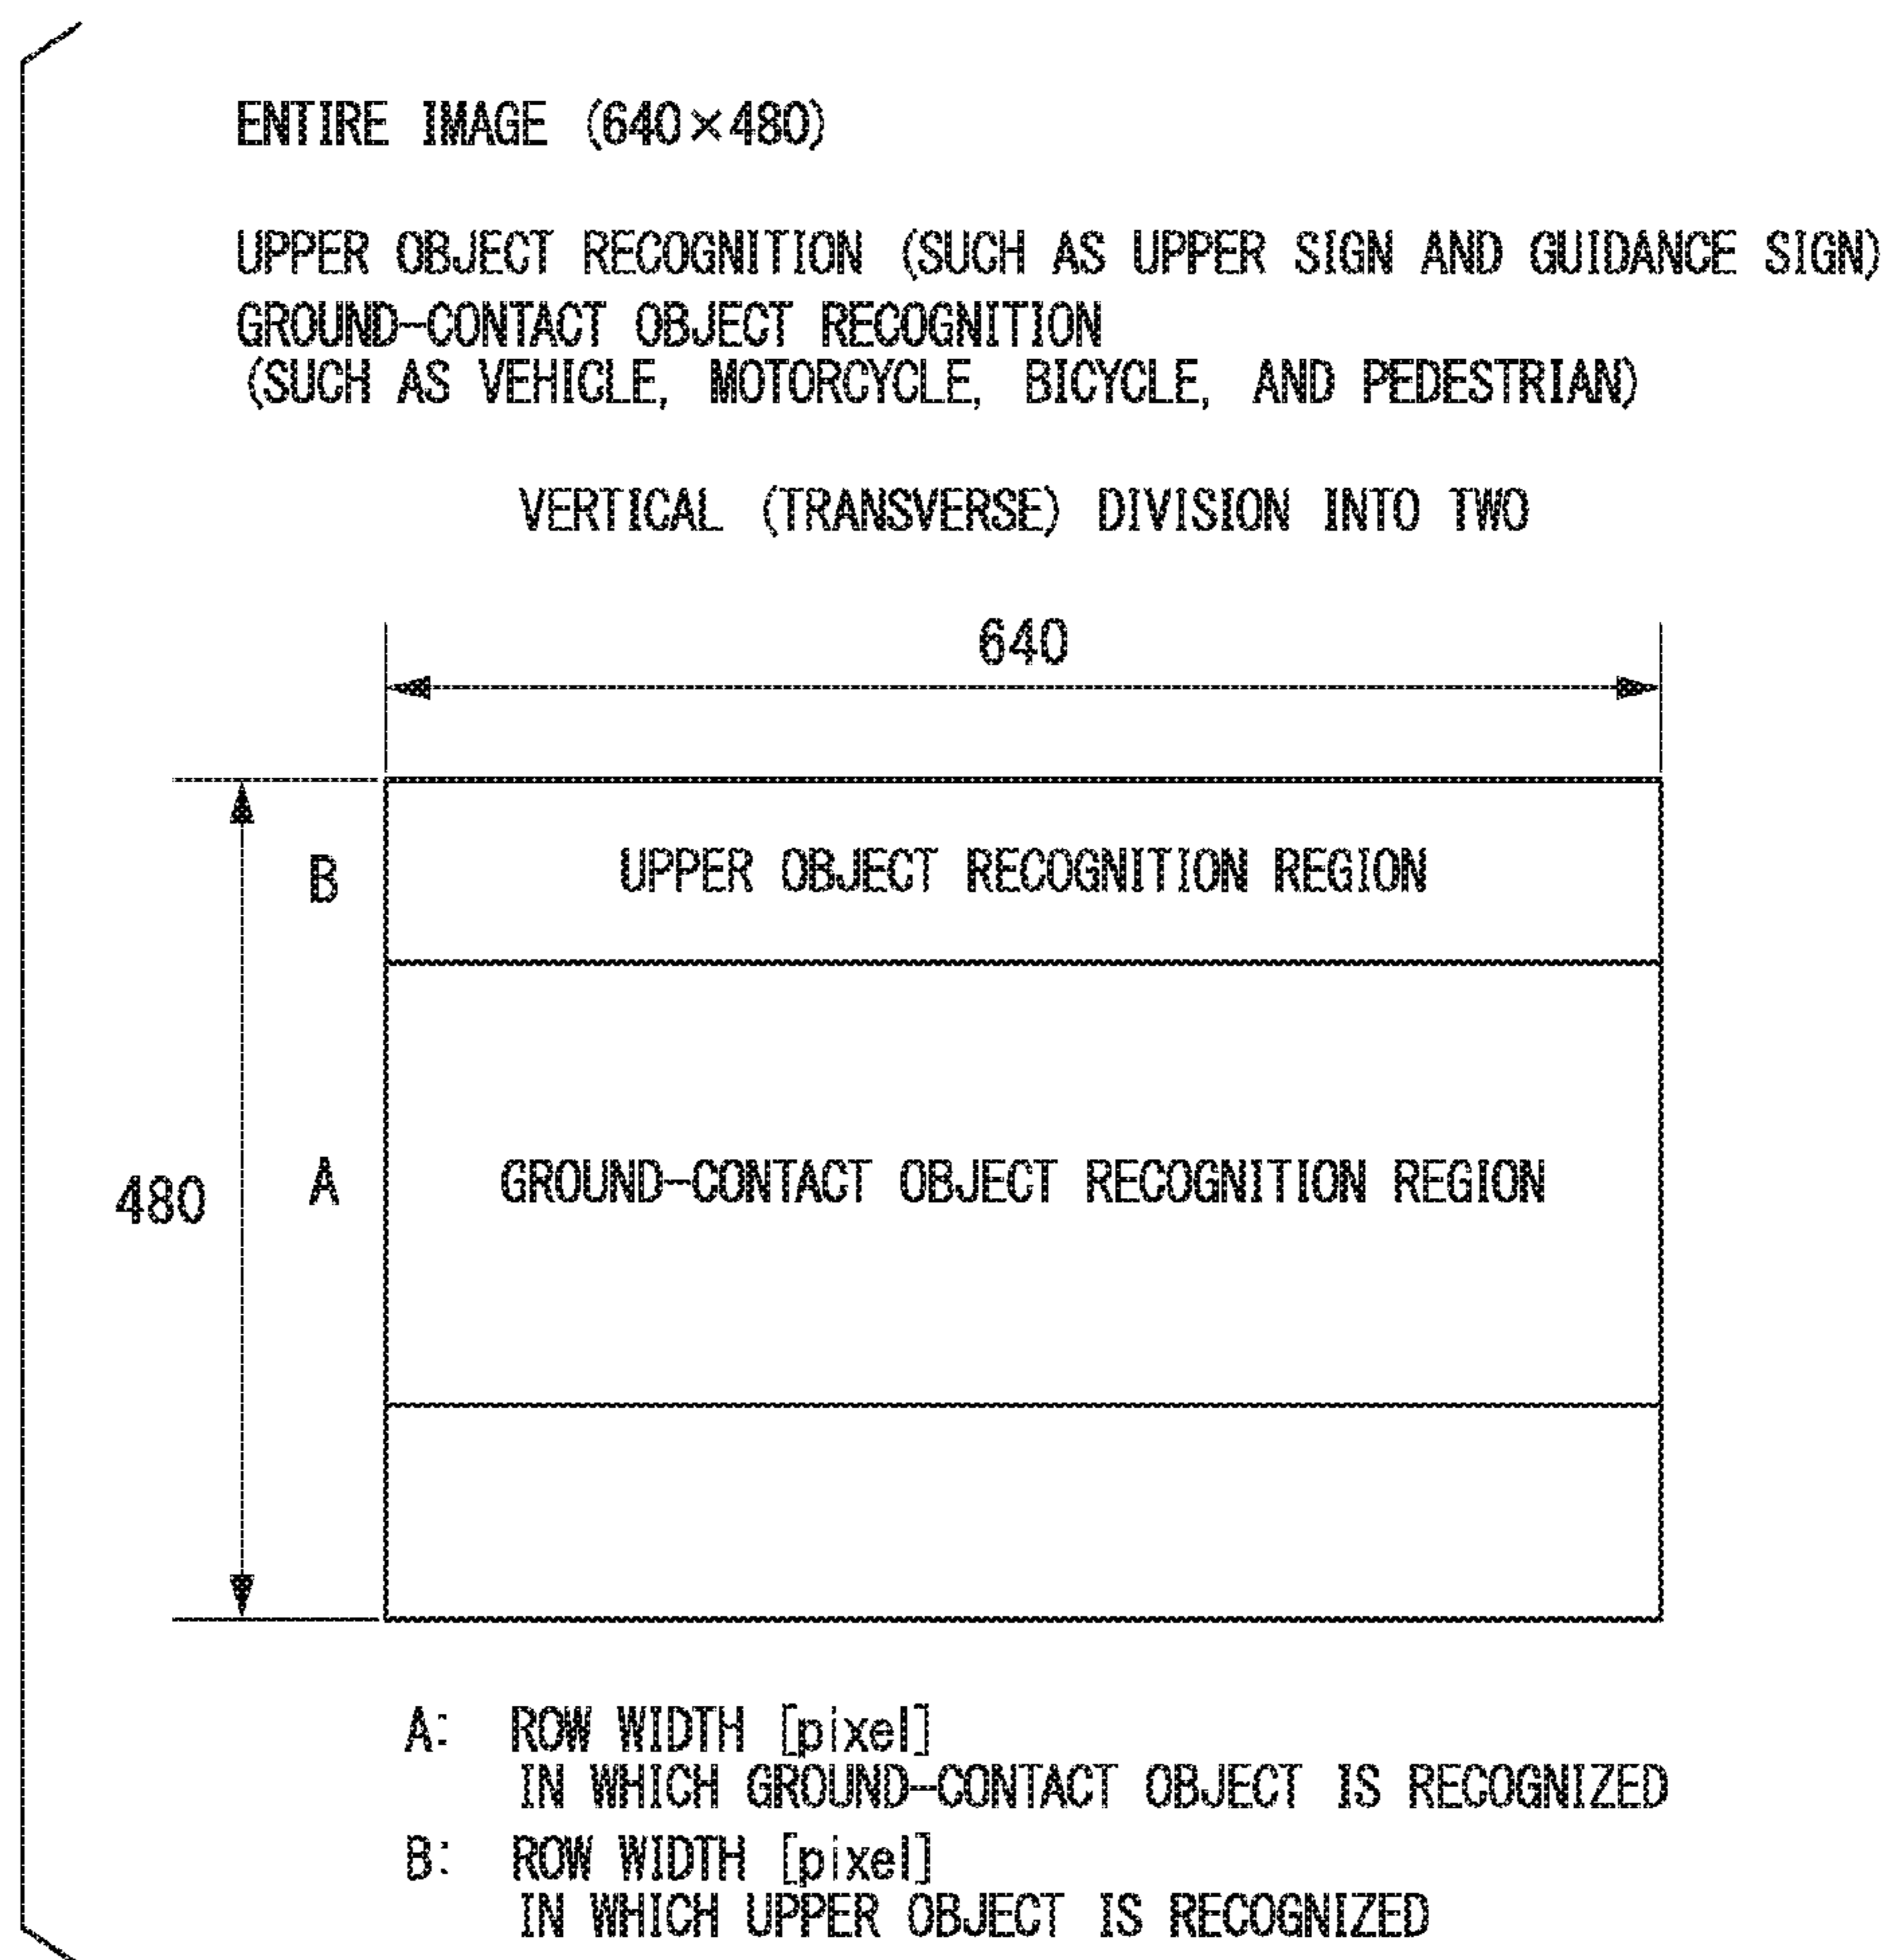 ENTIRE IMAGE (640×480)
UPPER OBJECT RECOGNITION (SUCH AS UPPER SIGN AND GUIDANCE SIGN)
GROUND-CONTACT OBJECT RECOGNITION
(SUCH AS VEHICLE, MOTORCYCLE, BICYCLE, AND PEDESTRIAN)
VERTICAL (TRANSVERSE) DIVISION INTO TWO
640
B
UPPER OBJECT RECOGNITION REGION
480
A
GROUND-CONTACT OBJECT RECOGNITION REGION
A: ROW WIDTH [pixel]
IN WHICH GROUND-CONTACT OBJECT IS RECOGNIZED
B: ROW WIDTH [pixel]
IN WHICH UPPER OBJECT IS RECOGNIZED